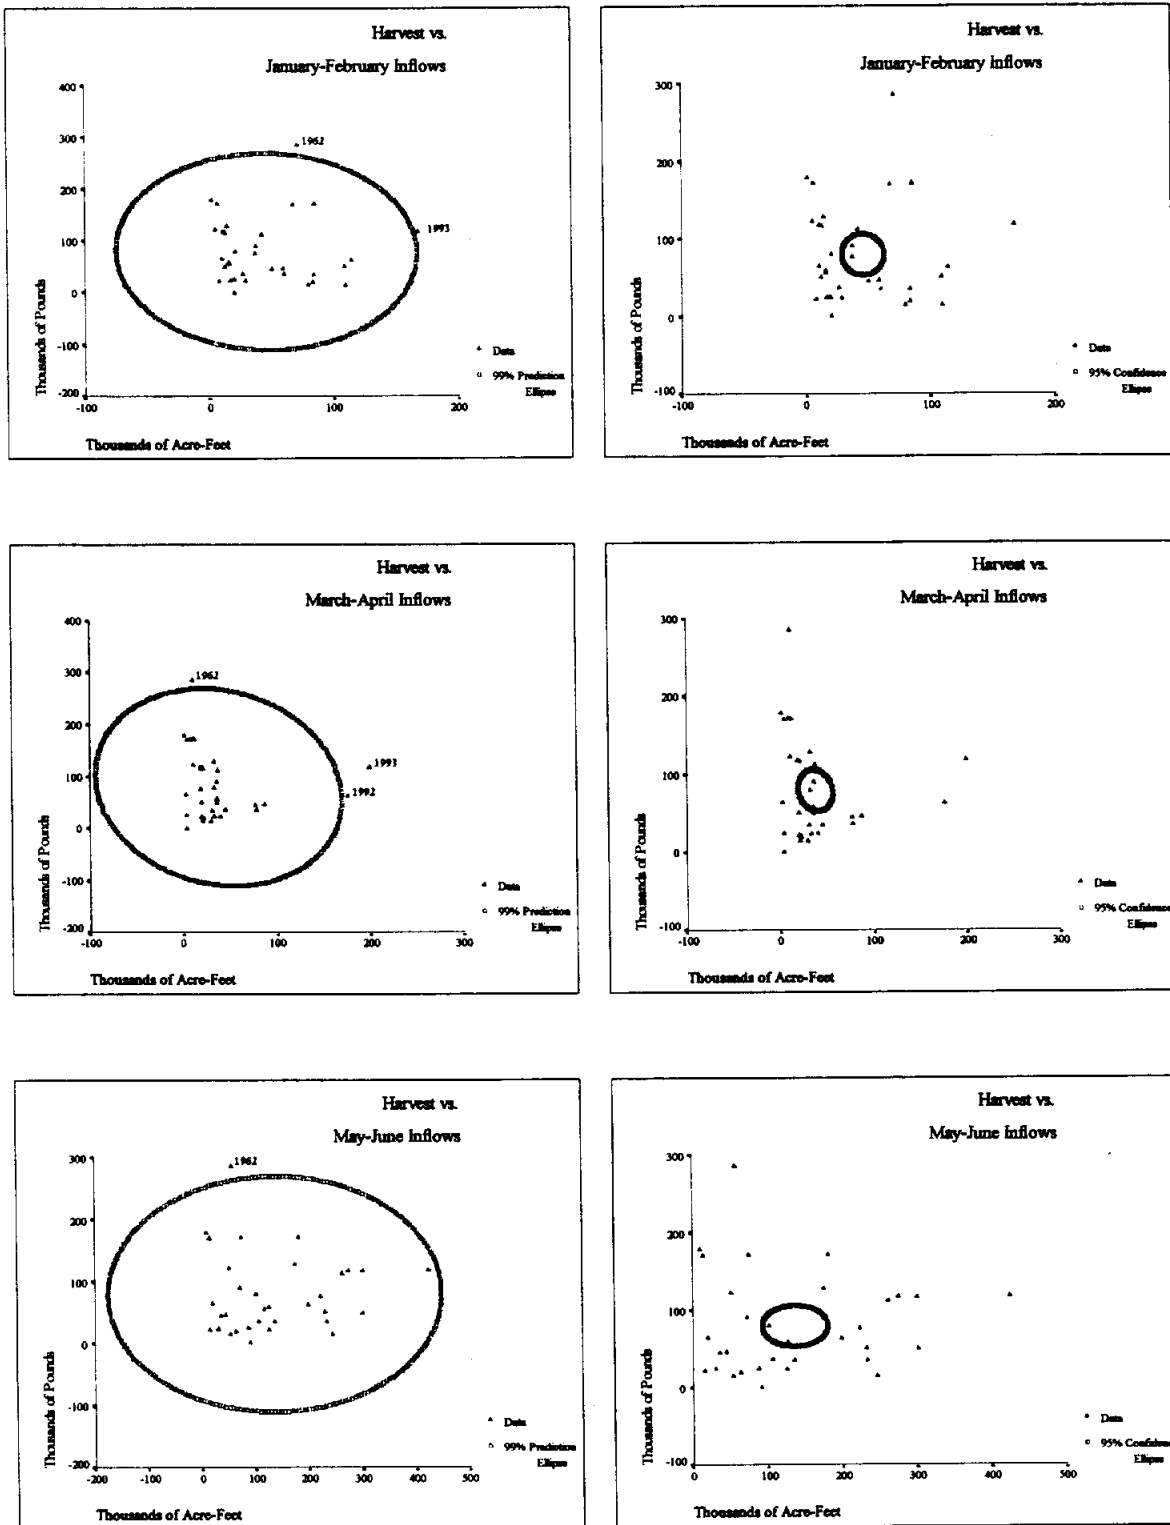 Harvest vs.
January-February Inflows
400
300
200
100
0
-100
-200
-100
0
100
200
Thousands of Pounds
Thousands of Acre-Feet
1962
1993
Data
99% Prediction
Ellipse
Harvest vs.
January-February Inflows
300
200
100
0
-100
-100
0
100
200
Thousands of Pounds
Thousands of Acre-Feet
Data
95% Confidence
Ellipse
Harvest vs.
March-April Inflows
400
300
200
100
0
-100
-200
-100
0
100
200
300
Thousands of Pounds
Thousands of Acre-Feet
1962
1993
1992
Data
99% Prediction
Ellipse
Harvest vs.
March-April Inflows
300
200
100
0
-100
-100
0
100
200
300
Thousands of Pounds
Thousands of Acre-Feet
Data
95% Confidence
Ellipse
Harvest vs.
May-June Inflows
300
200
100
0
-100
-200
-200
-100
0
100
200
300
400
500
Thousands of Pounds
Thousands of Acre-Feet
1962
Data
99% Prediction
Ellipse
Harvest vs.
May-June Inflows
300
200
100
0
-100
0
100
200
300
400
500
Thousands of Pounds
Thousands of Acre-Feet
Data
95% Confidence
Ellipse